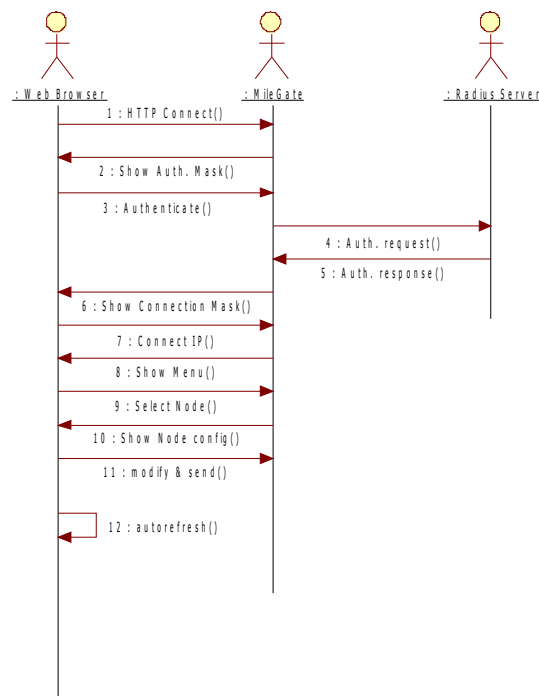 : Web Browser
: MileGate
: Radius Server
1 : HTTP Connect()
2 : Show Auth. Mask()
3 : Authenticate()
4 : Auth. request()
5 : Auth. response()
6 : Show Connection Mask()
7 : Connect IP()
8 : Show Menu()
9 : Select Node()
10 : Show Node config()
11 : modify & send()
12 : autorefresh()